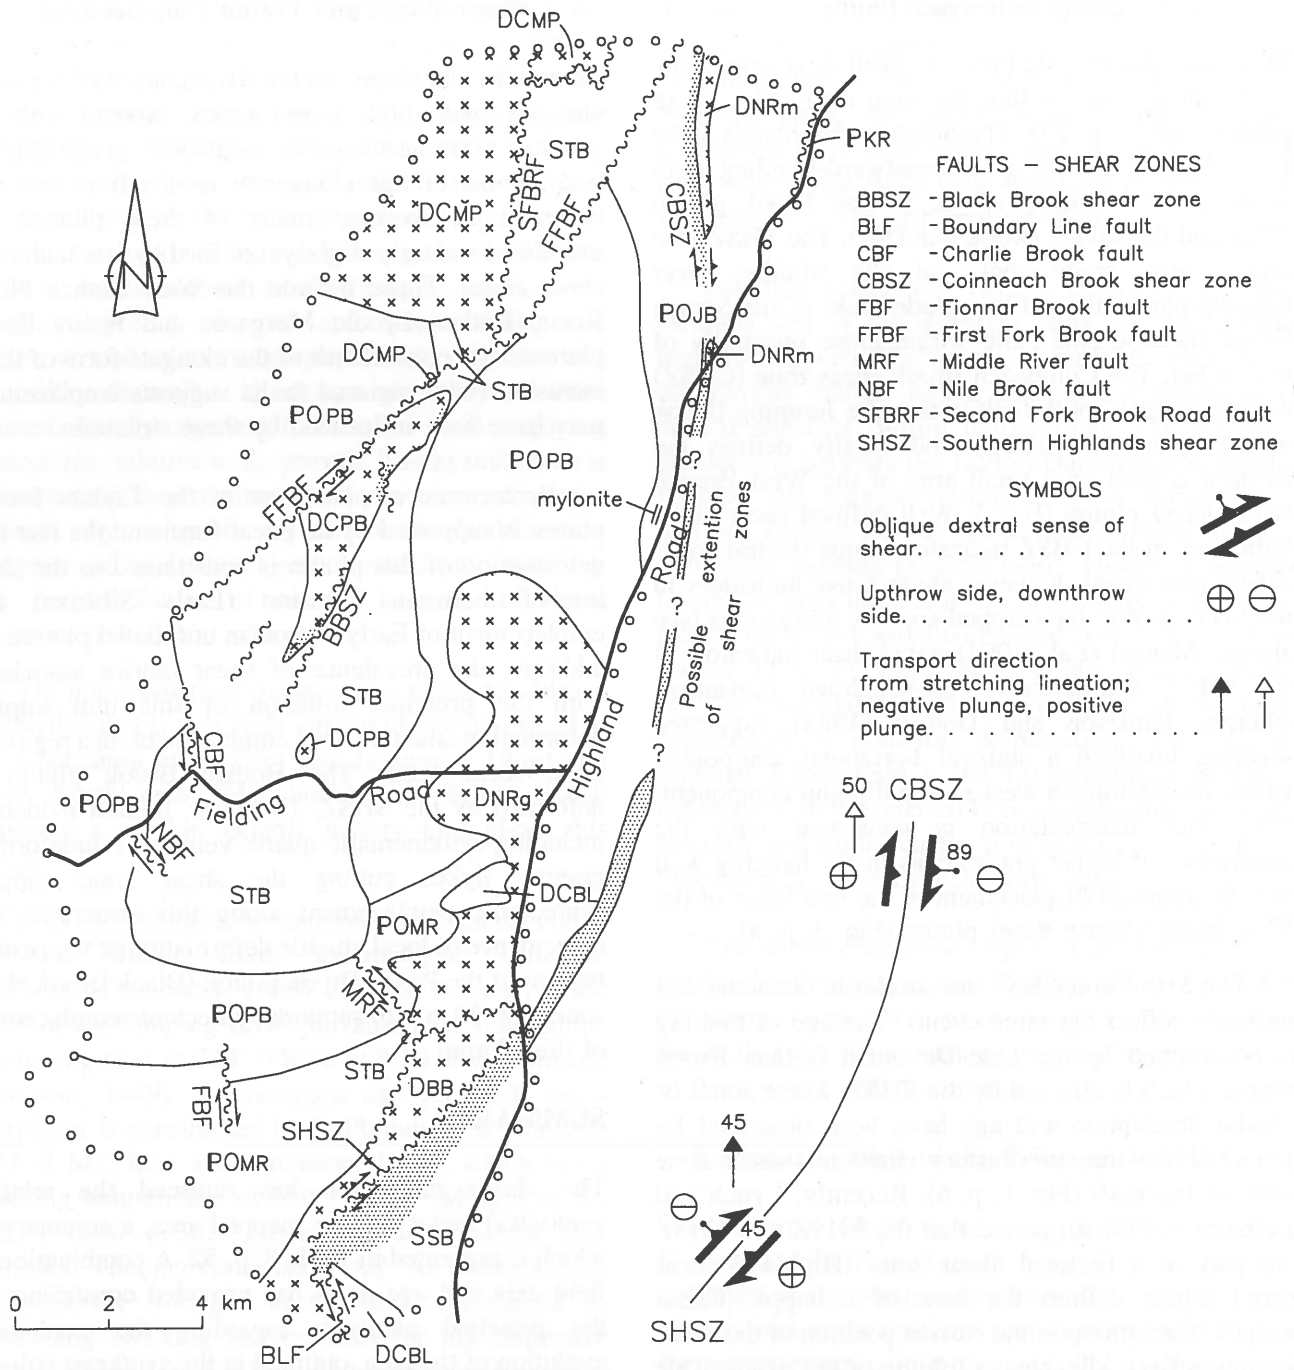 DCMP
DNRm
PKR
STB
SFBRF
FFBF
CBSZ
DCMP
FAULTS – SHEAR ZONES
BBSZ - Black Brook shear zone
BLF - Boundary Line fault
CBF - Charlie Brook fault
CBSZ - Coinneach Brook shear zone
FBF - Fionnar Brook fault
FFBF - First Fork Brook fault
MRF - Middle River fault
NBF - Nile Brook fault
SFBRF - Second Fork Brook Road fault
SHSZ - Southern Highlands shear zone
N
POJB
DCMP
DNRm
STB
POPB
POPB
?
FFBF
mylonite
DCPB
SYMBOLS
Oblique dextral sense of
shear.
Upthrow side, downthrow
side. . . . . . . . . . . . .
Transport direction
from stretching lineation;
negative plunge, positive
plunge. . . . . . . . . . . . .
Road
Possible extention
of shear zones
?
BBSZ
STB
DCPB
?
Highland
CBF
POPB
Fielding
Road
DNRg
NBF
STB
DCBL
POMR
50
CBSZ
89
MRF
POPB
STB
DBB
FBF
SHSZ
POMR
45
45
SSB
SHSZ
0 2 4 km
?
BLF
DCBL